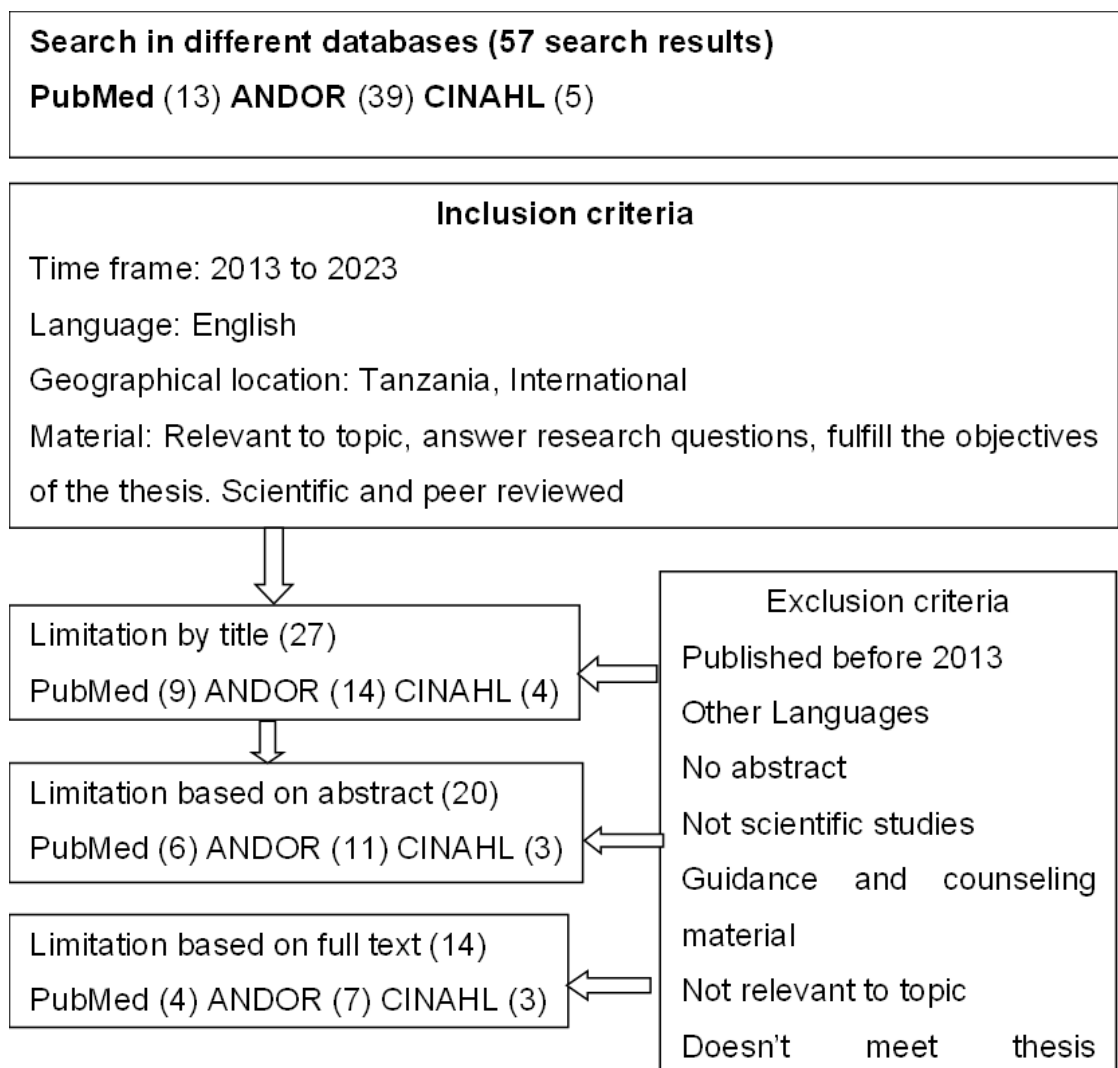 Search in different databases (57 search results)
PubMed (13) ANDOR (39) CINAHL (5)
Inclusion criteria
Time frame: 2013 to 2023
Language: English
Geographical location: Tanzania, International
Material: Relevant to topic, answer research questions, fulfill the objectives
of the thesis. Scientific and peer reviewed
Limitation by title (27)
PubMed (9) ANDOR (14) CINAHL (4)
Limitation based on abstract (20)
PubMed (6) ANDOR (11) CINAHL (3)
Limitation based on full text (14)
PubMed (4) ANDOR (7) CINAHL (3)
Exclusion criteria
Published before 2013
Other Languages
No abstract
Not scientific studies
Guidance and counseling
material
Not relevant to topic
Doesn't meet thesis